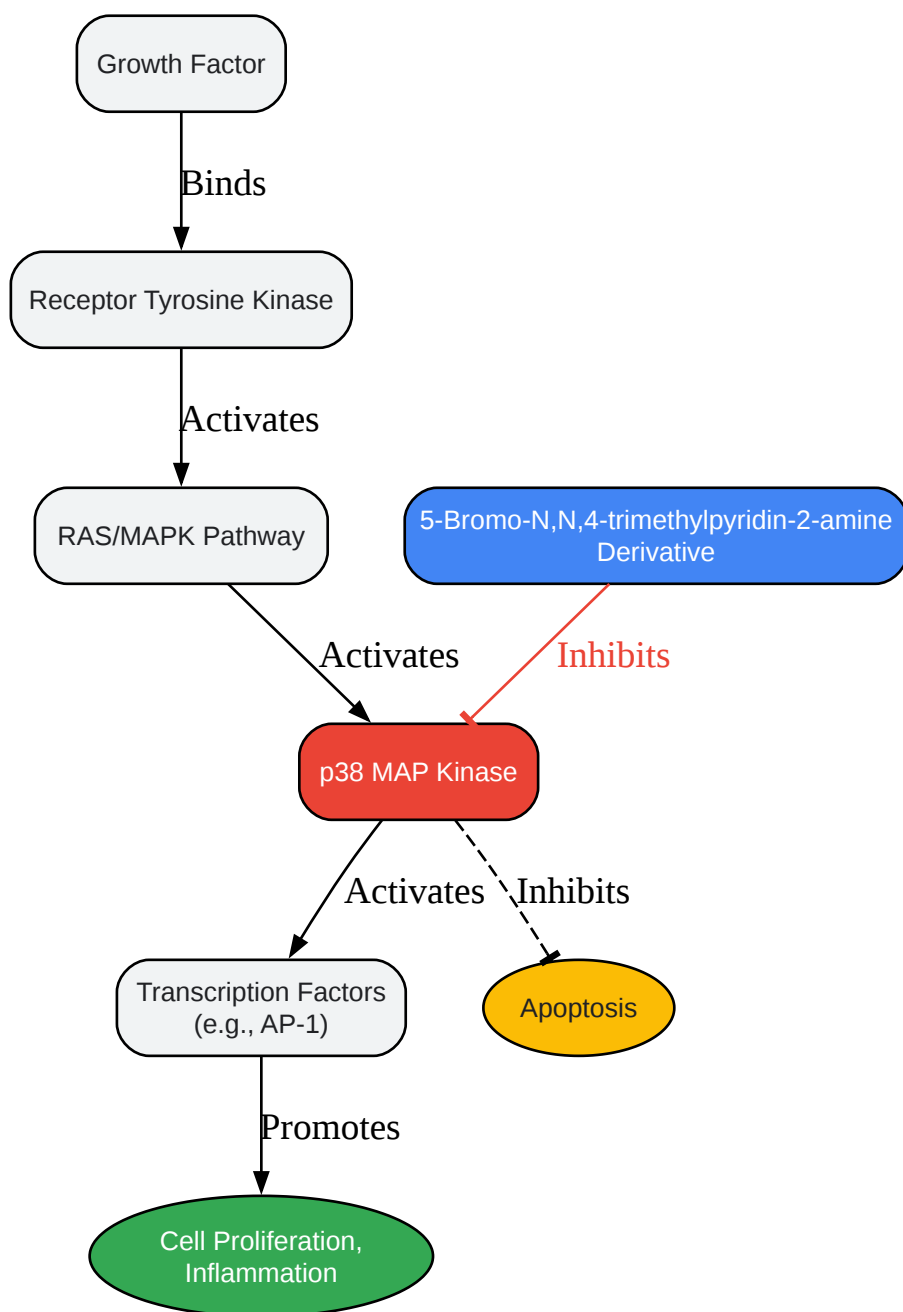 Growth Factor
Binds
Receptor Tyrosine Kinase
Activates
RAS/MAPK Pathway
5-Bromo-N,N,4-trimethylpyridin-2-amine
Derivative
Activates
Inhibits
p38 MAP Kinase
Activates
Inhibits
Transcription Factors
(e.g., AP-1)
Apoptosis
Promotes
Cell Proliferation,
Inflammation